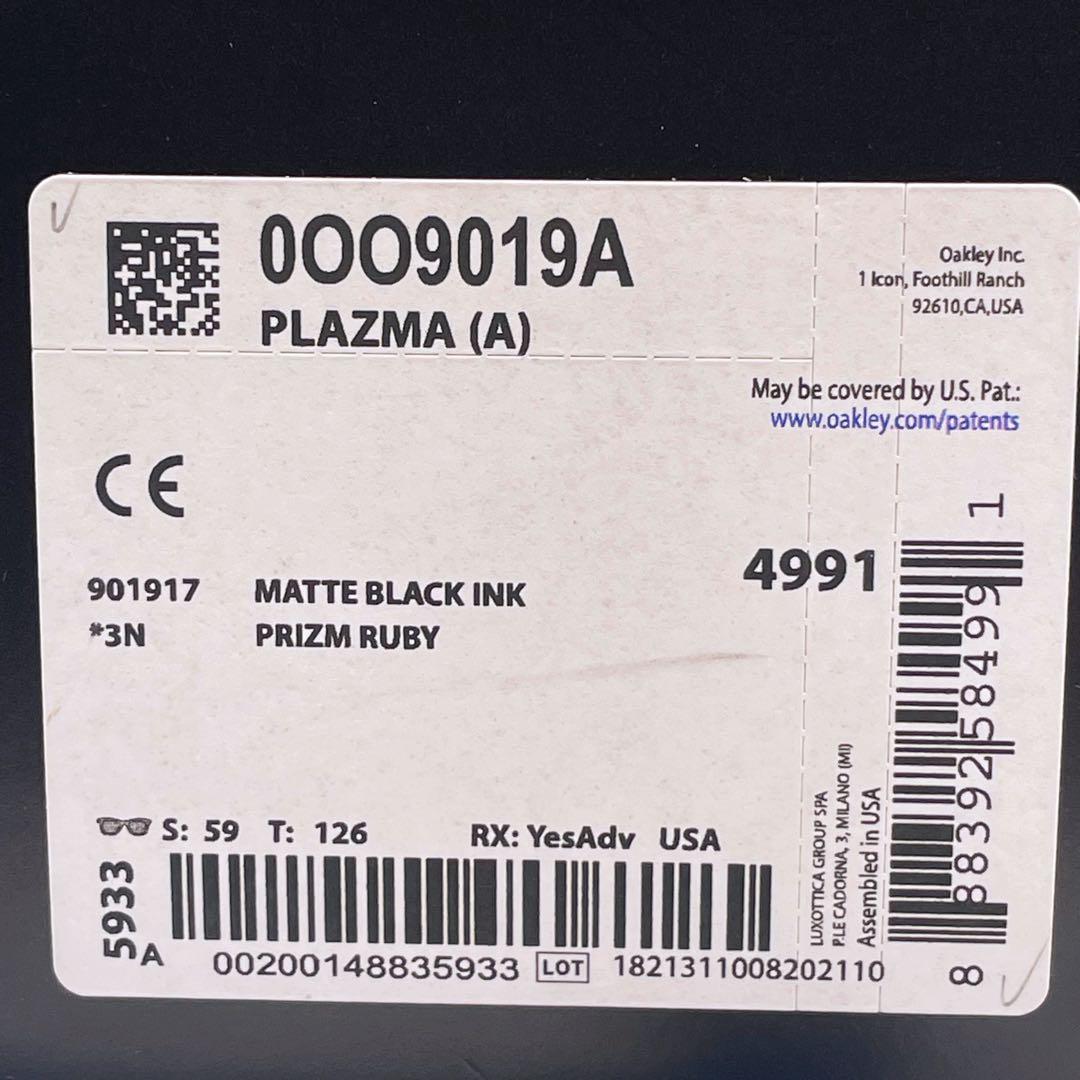 0OO9019A
PLAZMA (A)
Oakley Inc.
1 Icon, Foothill Ranch
92610,CA,USA
May be covered by U.S. Pat.:
www.oakley.com/patents
CE
901917 MATTE BLACK INK
*3N PRIZM RUBY
4991
S: 59 T: 126 RX: YesAdv USA
5933 A
00200148835933 LOT 1821311008202110
LUXOTTICA GROUP SPA
P.LE CADORNA, 3, MILANO (MI)
Assembled in USA
8 88392 58499 1